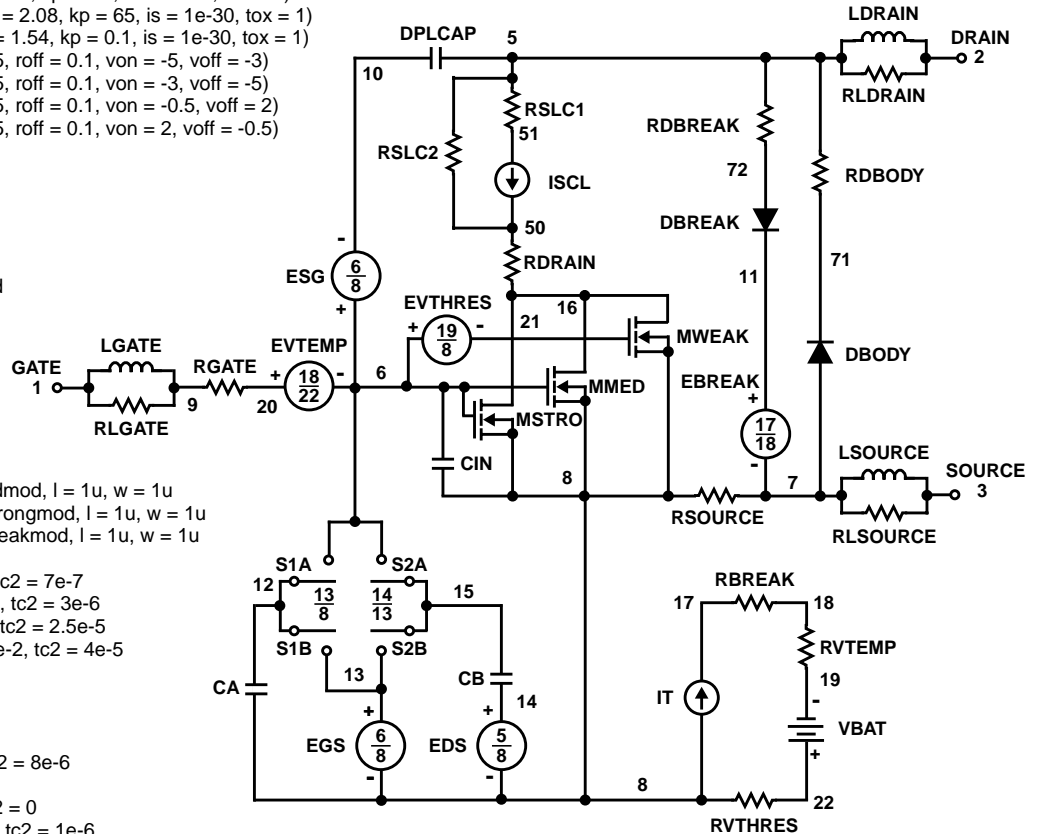 = 2.08, kp = 65, is = 1e-30, tox = 1)
= 1.54, kp = 0.1, is = 1e-30, tox = 1)
5, roff = 0.1, von = -5, voff = -3)
5, roff = 0.1, von = -3, voff = -5)
5, roff = 0.1, von = -0.5, voff = 2)
5, roff = 0.1, von = 2, voff = -0.5)
LDRAIN
DPLCAP
5
DRAIN
2
10
RLDRAIN
RSLC1
51
RDBREAK
RSLC2
72
RDBODY
ISCL
DBREAK
50
RDRAIN
71
11
ESG
-
6
8
+
EVTHRES
+
19
8
-
16
21
MWEAK
LGATE
EVTEMP
DBODY
GATE
1
RGATE
+
18
22
-
6
MMED
EBREAK
+
9
20
MSTRO
17
18
-
RLGATE
CIN
LSOURCE
SOURCE
3
8
7
RSOURCE
RLSOURCE
dmod, l = 1u, w = 1u
rongmod, l = 1u, w = 1u
eakmod, l = 1u, w = 1u
S1A
S2A
RBREAK
c2 = 7e-7
, tc2 = 3e-6
tc2 = 2.5e-5
e-2, tc2 = 4e-5
12
13
8
14
13
15
17
18
S1B
S2B
RVTEMP
13
CB
19
CA
14
IT
-
VBAT
+
EGS
+
6
8
-
EDS
+
5
8
-
2 = 8e-6
8
22
2 = 0
tc2 = 1e-6
RVTHRES